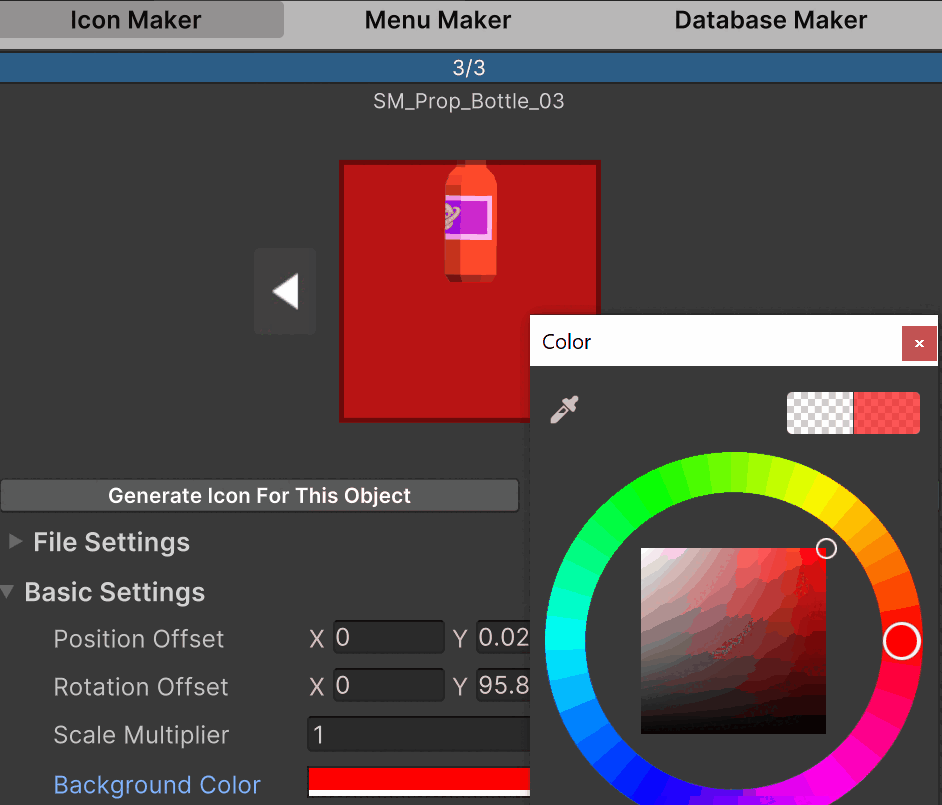 Icon Maker Menu Maker Database Maker
3/3
SM_Prop_Bottle_03
Color
Generate Icon For This Object
File Settings
Basic Settings
Position Offset X 0 Y 0.02
Rotation Offset X 0 Y 95.8
Scale Multiplier 1
Background Color